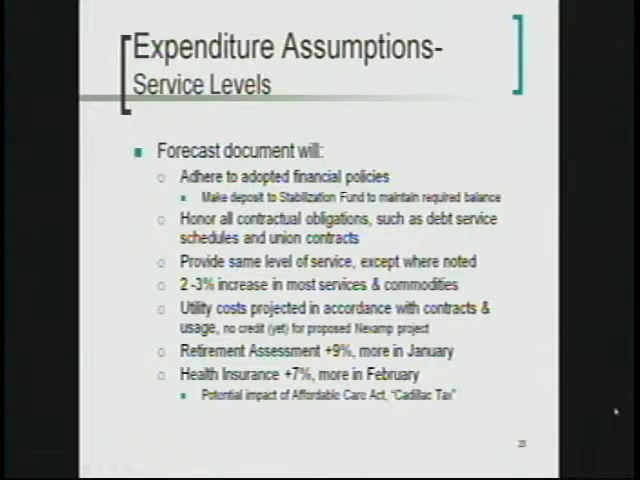 Expenditure Assumptions-
Service Levels
Forecast document will:
Adhere to adopted financial policies
Make deposit to Stabilization Fund to maintain required balance
Honor all contractual obligations, such as debt service
schedules and union contracts
Provide same level of service, except where noted
2 -3% increase in most services & commodities
Utility costs projected in accordance with contracts &
usage, no credit (yet) for proposed Nexamp project
Retirement Assessment +9%, more in January
Health Insurance +7%, more in February
Potential impact of Affordable Care Act, "Cadillac Tax"